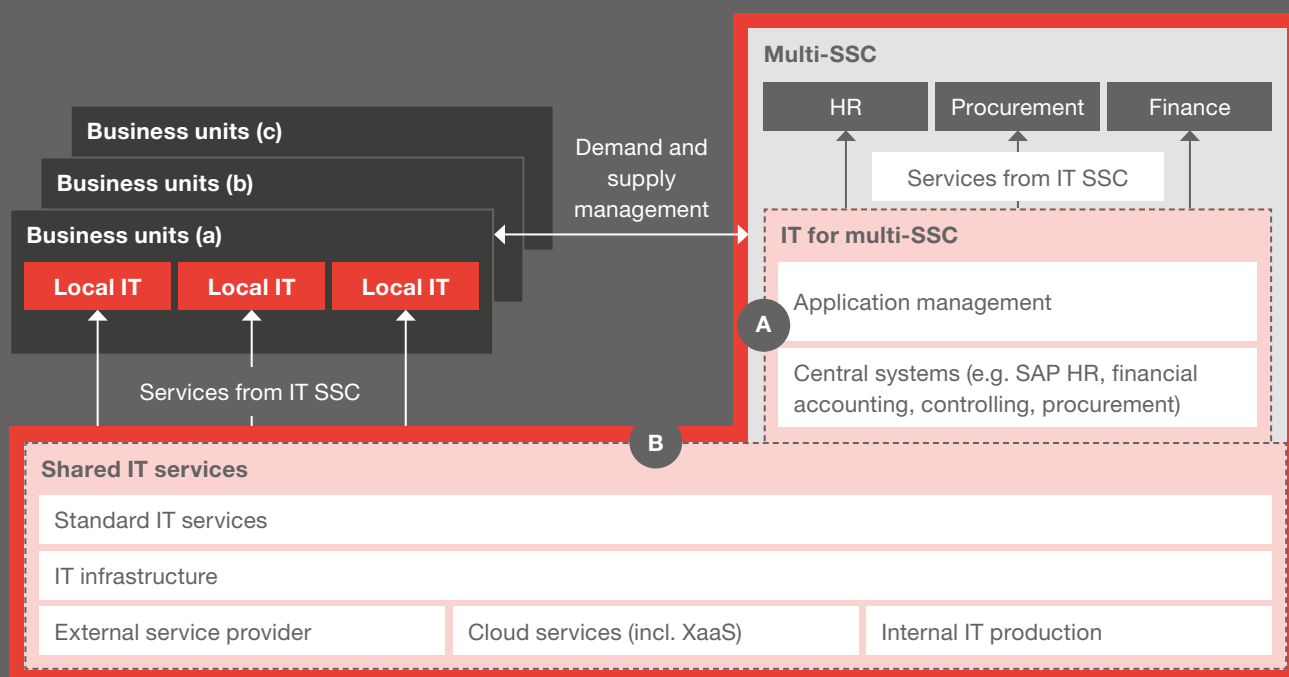 Multi-SSC
HR
Procurement
Finance
Services from IT SSC
IT for multi-SSC
Application management
Central systems (e.g. SAP HR, financial
accounting, controlling, procurement)
A
Business units (c)
Business units (b)
Business units (a)
Local IT
Local IT
Local IT
Demand and
supply
management
Services from IT SSC
B
Shared IT services
Standard IT services
IT infrastructure
External service provider
Cloud services (incl. XaaS)
Internal IT production